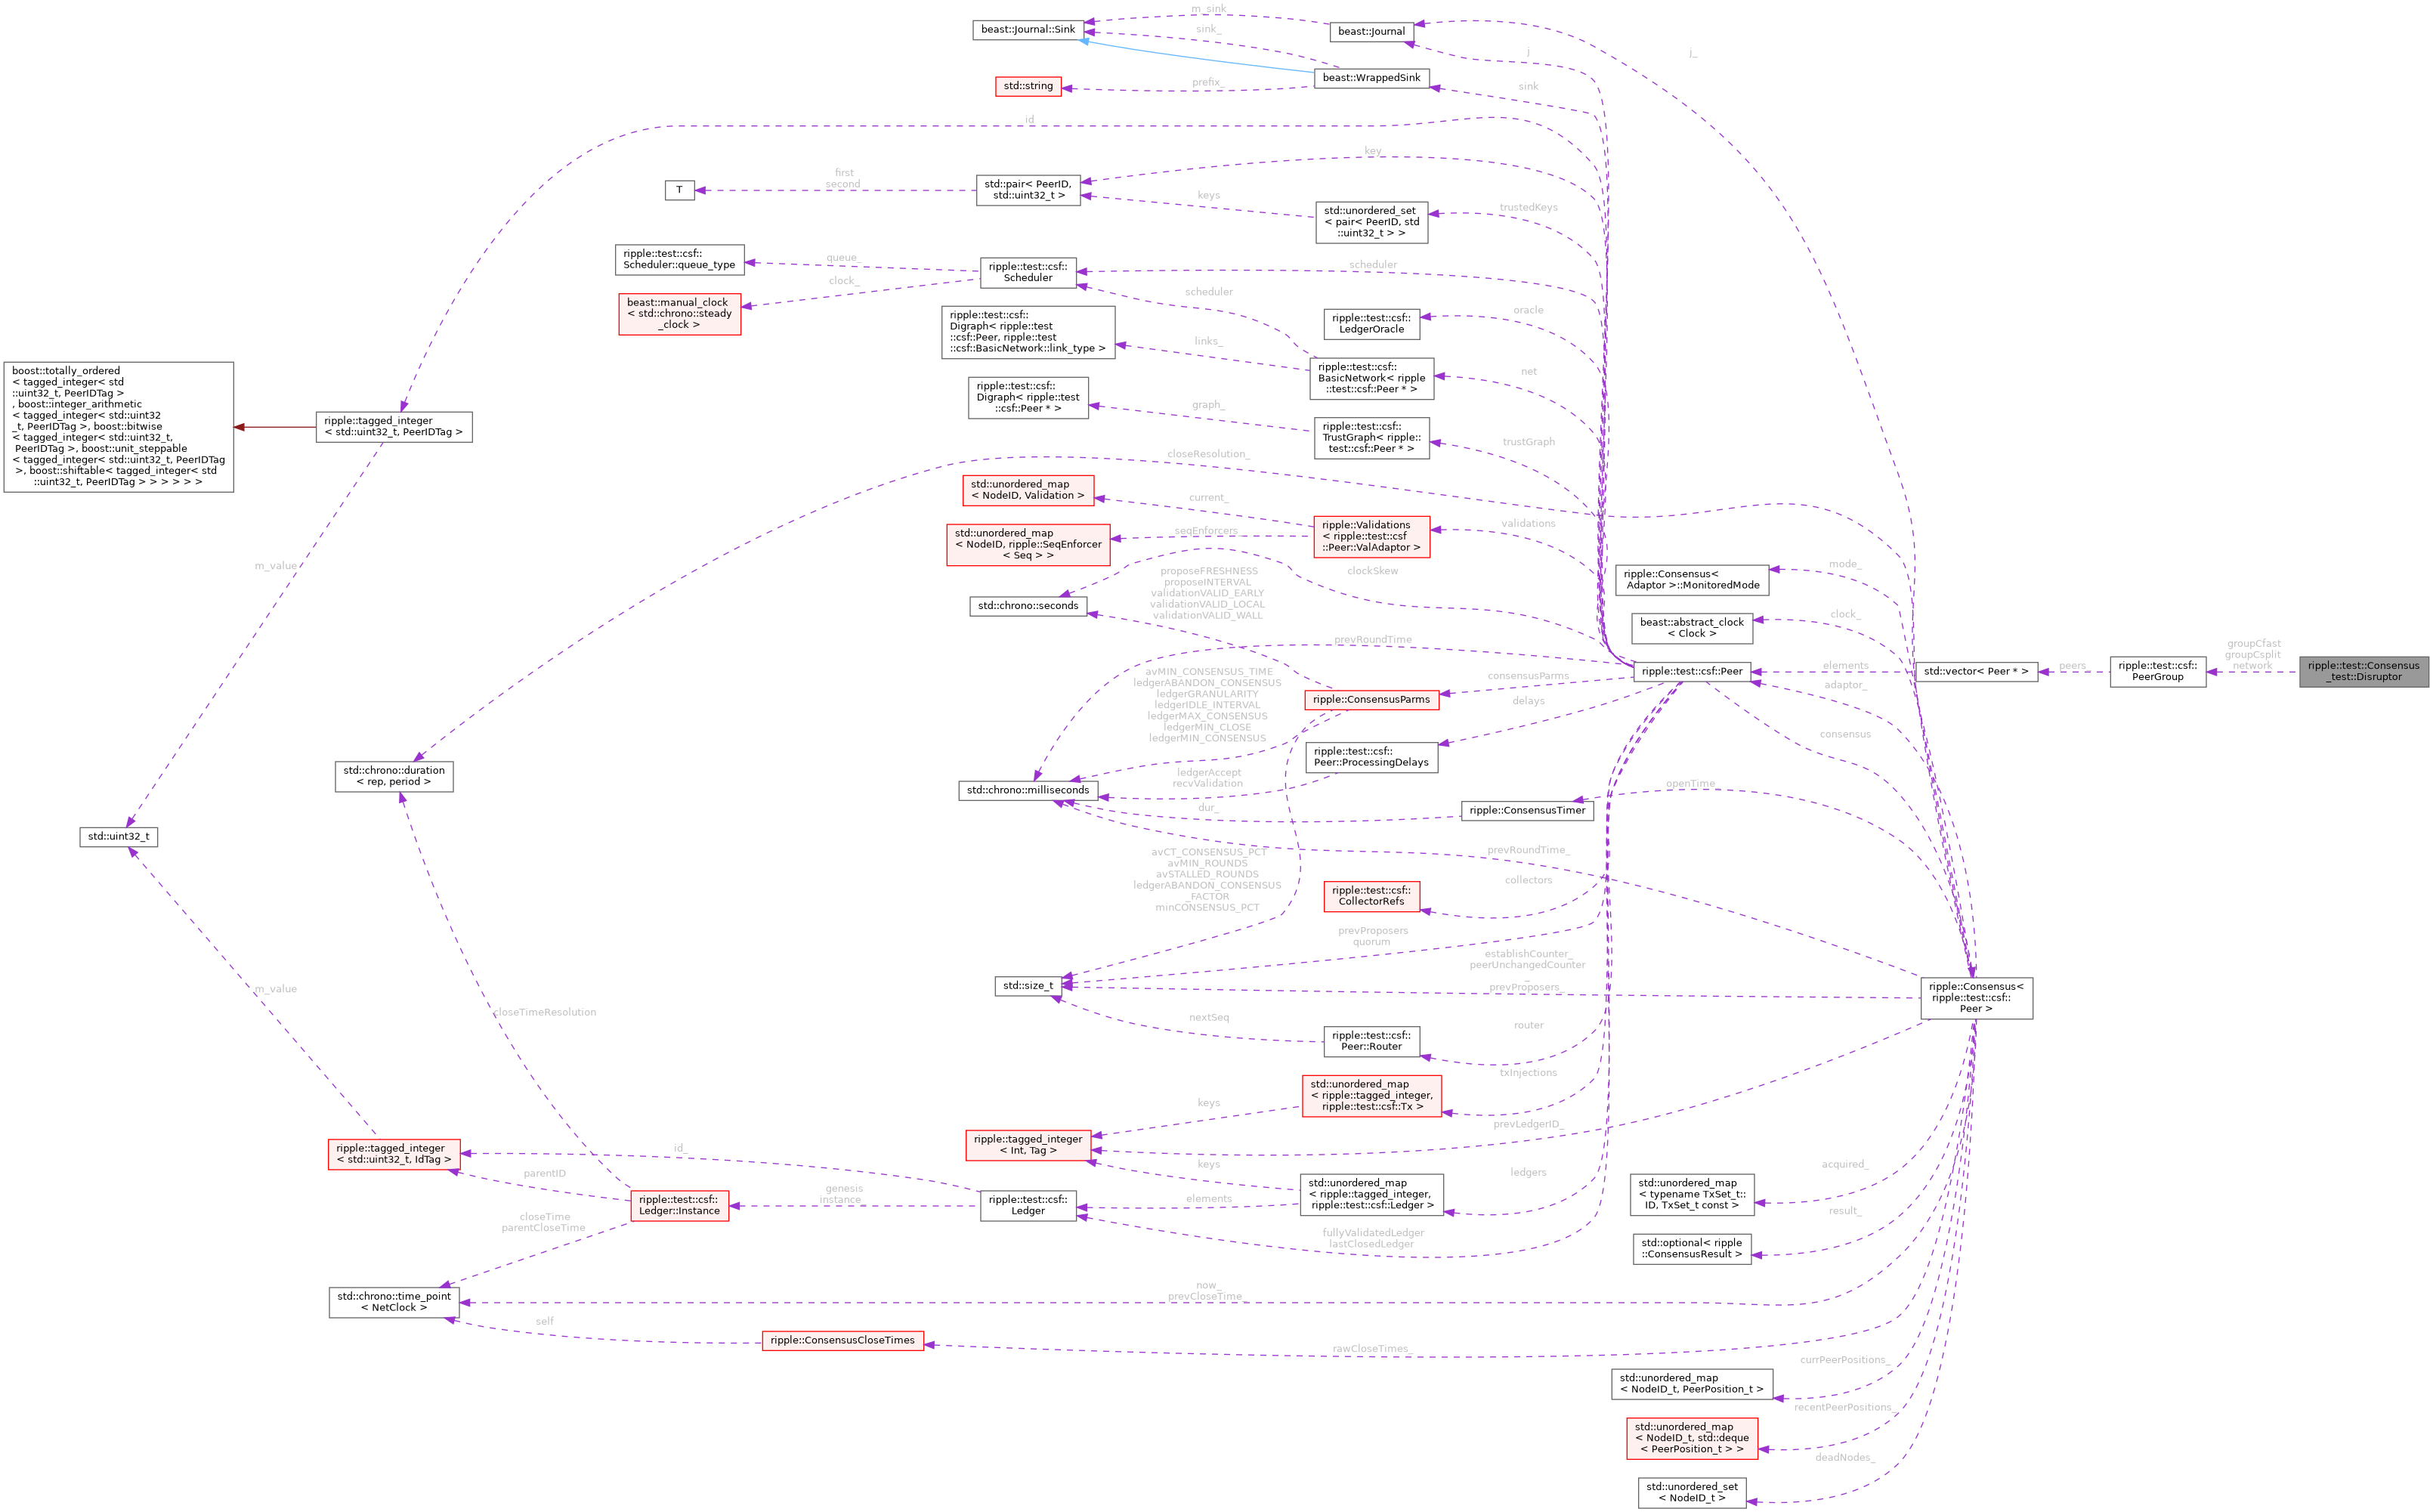 m_sink
beast::Journal::Sink
beast::Journal
sink_
j
j_
beast::WrappedSink
std::string
prefix_
sink
id
key
first
second
T
std::pair< PeerID,
std::uint32_t >
keys
std::unordered_set
< pair< PeerID, std
::uint32_t > >
trustedKeys
ripple::test::csf::
Scheduler::queue_type
queue_
ripple::test::csf::
Scheduler
scheduler
clock_
beast::manual_clock
< std::chrono::steady
_clock >
scheduler
ripple::test::csf::
Digraph< ripple::test
::csf::Peer, ripple::test
::csf::BasicNetwork::link_type >
ripple::test::csf::
LedgerOracle
oracle
links_
ripple::test::csf::
BasicNetwork< ripple
::test::csf::Peer * >
net
boost::totally_ordered
< tagged_integer< std
::uint32_t, PeerIDTag >
, boost::integer_arithmetic
< tagged_integer< std::uint32
_t, PeerIDTag >, boost::bitwise
< tagged_integer< std::uint32_t,
PeerIDTag >, boost::unit_steppable
< tagged_integer< std::uint32_t, PeerIDTag
>, boost::shiftable< tagged_integer< std
::uint32_t, PeerIDTag > > > > > >
ripple::tagged_integer
< std::uint32_t, PeerIDTag >
ripple::test::csf::
Digraph< ripple::test
::csf::Peer * >
graph_
ripple::test::csf::
TrustGraph< ripple::
test::csf::Peer * >
trustGraph
closeResolution_
std::unordered_map
< NodeID, Validation >
current_
ripple::Validations
< ripple::test::csf
::Peer::ValAdaptor >
validations
std::unordered_map
< NodeID, ripple::SeqEnforcer
< Seq > >
seqEnforcers_
m_value
proposeFRESHNESS
proposeINTERVAL
validationVALID_EARLY
validationVALID_LOCAL
validationVALID_WALL
clockSkew
std::chrono::seconds
ripple::Consensus<
Adaptor >::MonitoredMode
mode_
beast::abstract_clock
< Clock >
clock_
prevRoundTime
ripple::test::csf::Peer
elements
std::vector< Peer * >
peers_
ripple::test::csf::
PeerGroup
groupCfast
groupCsplit
network
ripple::test::Consensus
_test::Disruptor
adaptor_
avMIN_CONSENSUS_TIME
ledgerABANDON_CONSENSUS
ledgerGRANULARITY
ledgerIDLE_INTERVAL
ledgerMAX_CONSENSUS
ledgerMIN_CLOSE
ledgerMIN_CONSENSUS
consensusParms
ripple::ConsensusParms
delays
consensus
ripple::test::csf::
Peer::ProcessingDelays
std::chrono::duration
< rep, period >
ledgerAccept
recvValidation
std::chrono::milliseconds
openTime_
dur_
ripple::ConsensusTimer
std::uint32_t
prevRoundTime_
avCT_CONSENSUS_PCT
avMIN_ROUNDS
avSTALLED_ROUNDS
ledgerABANDON_CONSENSUS
_FACTOR
minCONSENSUS_PCT
ripple::test::csf::
CollectorRefs
collectors
prevProposers
quorum
establishCounter_
peerUnchangedCounter
_
prevProposers_
std::size_t
m_value
closeTimeResolution
nextSeq
ripple::test::csf::
Peer::Router
router
ripple::Consensus<
ripple::test::csf::
Peer >
txInjections
std::unordered_map
< ripple::tagged_integer,
ripple::test::csf::Tx >
keys
ripple::tagged_integer
< Int, Tag >
prevLedgerID_
ripple::tagged_integer
< std::uint32_t, IdTag >
id_
parentID
keys
ledgers
acquired_
ripple::test::csf::
Ledger::Instance
genesis
instance_
ripple::test::csf::
Ledger
elements
std::unordered_map
< ripple::tagged_integer,
ripple::test::csf::Ledger >
std::unordered_map
< typename TxSet_t::
ID, TxSet_t const >
closeTime
parentCloseTime
fullyValidatedLedger
lastClosedLedger
result_
std::optional< ripple
::ConsensusResult >
std::chrono::time_point
< NetClock >
now_
prevCloseTime_
self
ripple::ConsensusCloseTimes
rawCloseTimes_
currPeerPositions_
std::unordered_map
< NodeID_t, PeerPosition_t >
recentPeerPositions_
std::unordered_map
< NodeID_t, std::deque
< PeerPosition_t > >
deadNodes_
std::unordered_set
< NodeID_t >